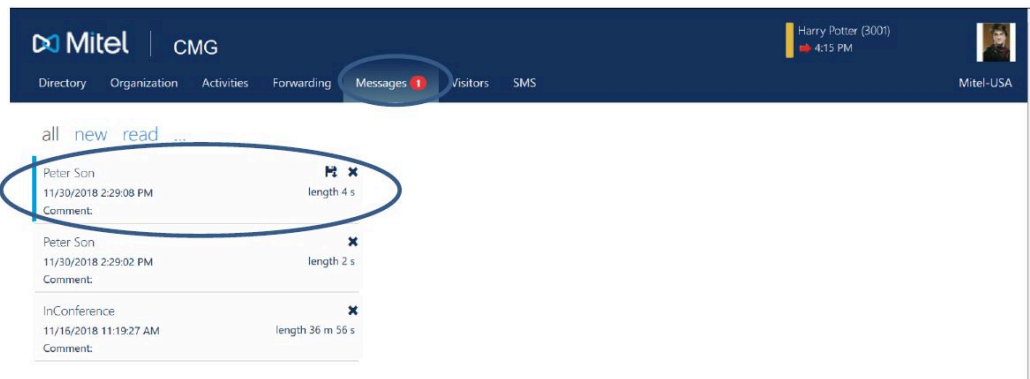 Mitel | CMG
Harry Potter (3001)
4:15 PM
Directory Organization Activities Forwarding Messages 1 Visitors SMS
Mitel-USA
all new read ...
Peter Son
11/30/2018 2:29:08 PM length 4 s
Comment:
Peter Son
11/30/2018 2:29:02 PM length 2 s
Comment:
InConference
11/16/2018 11:19:27 AM length 36 m 56 s
Comment: